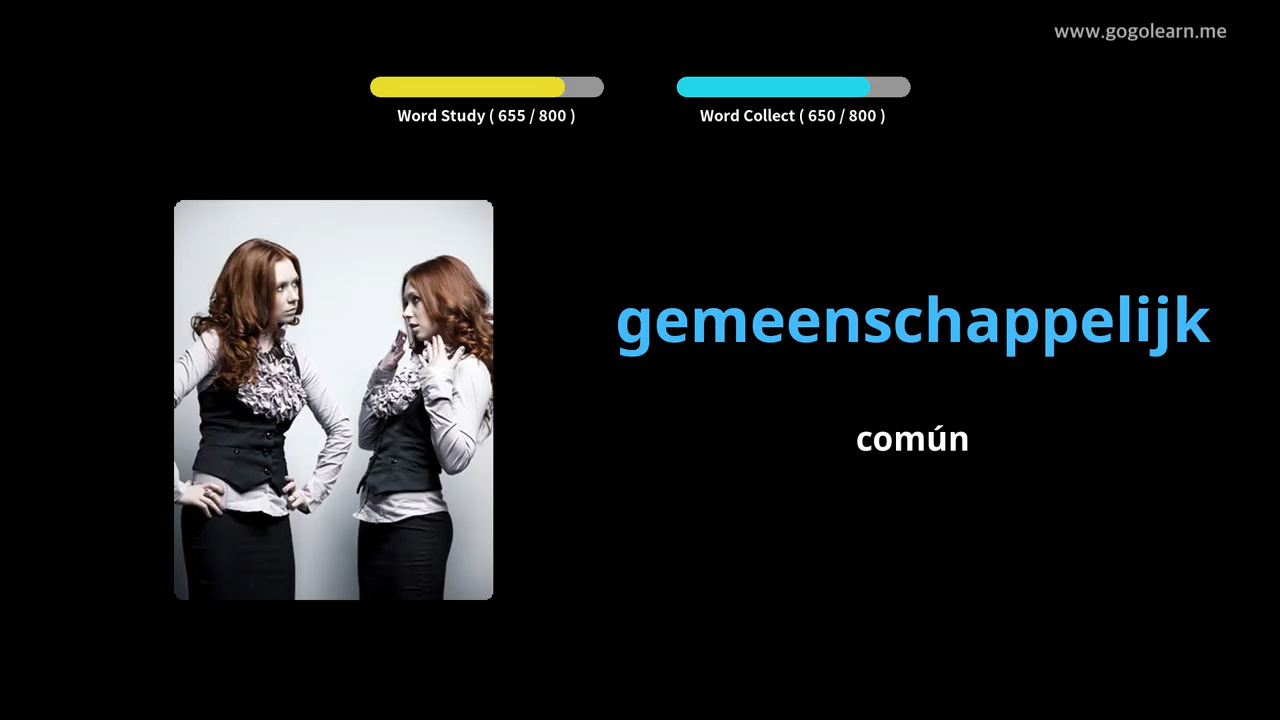 www.gogolearn.me
Word Study ( 655 / 800 )
Word Collect ( 650 / 800 )
gemeenschappelijk
común